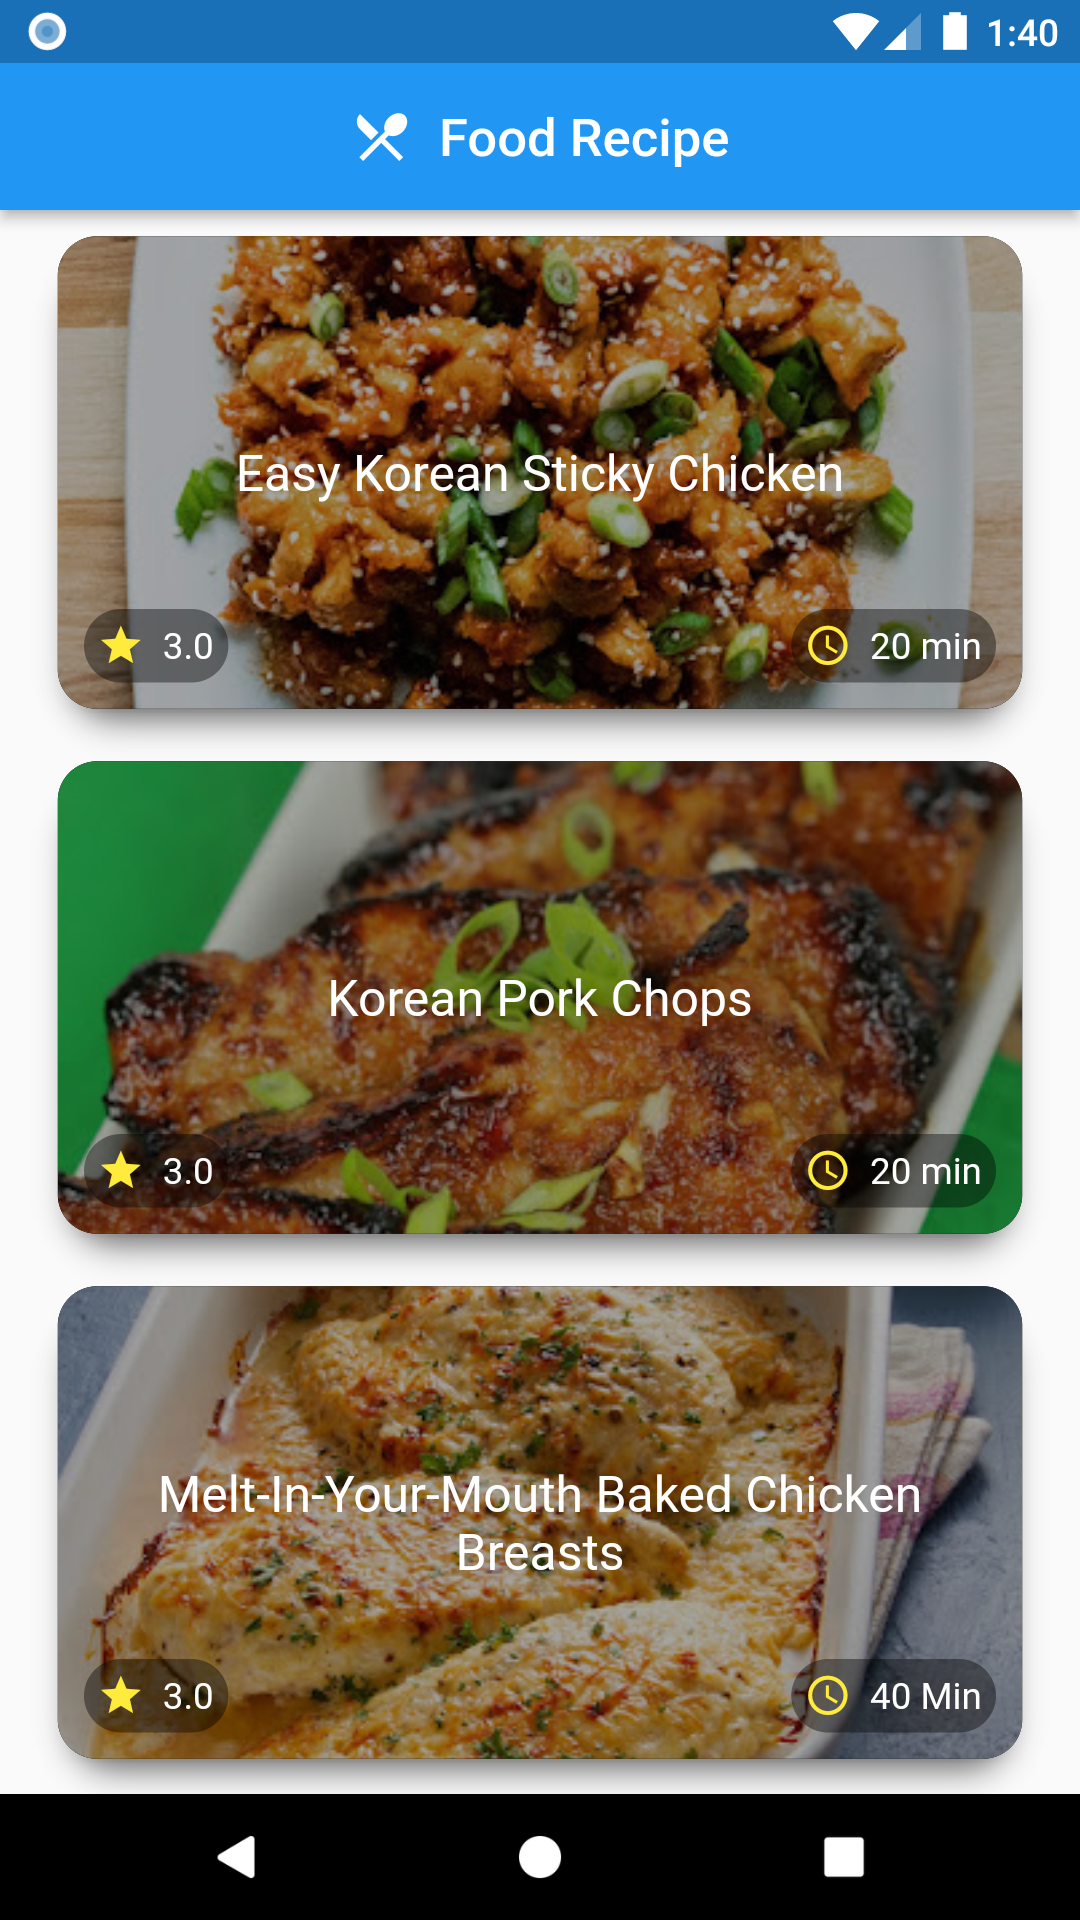 1:40
Food Recipe
Easy Korean Sticky Chicken
3.0
20 min
Korean Pork Chops
3.0
20 min
Melt-In-Your-Mouth Baked Chicken
Breasts
3.0
40 Min